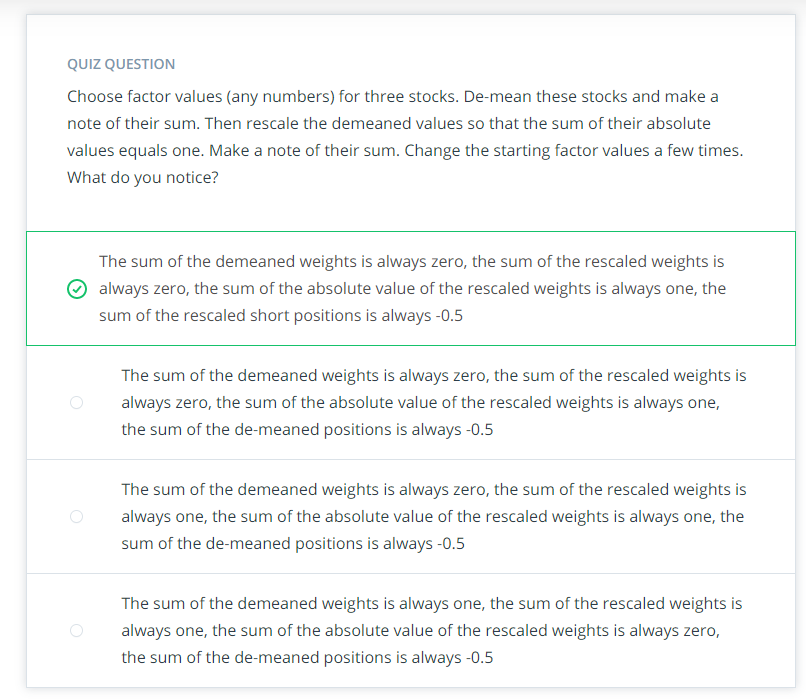 QUIZ QUESTION
Choose factor values (any numbers) for three stocks. De-mean these stocks and make a
note of their sum. Then rescale the demeaned values so that the sum of their absolute
values equals one. Make a note of their sum. Change the starting factor values a few times.
What do you notice?
The sum of the demeaned weights is always zero, the sum of the rescaled weights is
always zero, the sum of the absolute value of the rescaled weights is always one, the
sum of the rescaled short positions is always -0.5
The sum of the demeaned weights is always zero, the sum of the rescaled weights is
always zero, the sum of the absolute value of the rescaled weights is always one,
the sum of the de-meaned positions is always -0.5
The sum of the demeaned weights is always zero, the sum of the rescaled weights is
always one, the sum of the absolute value of the rescaled weights is always one, the
sum of the de-meaned positions is always -0.5
The sum of the demeaned weights is always one, the sum of the rescaled weights is
always one, the sum of the absolute value of the rescaled weights is always zero,
the sum of the de-meaned positions is always -0.5